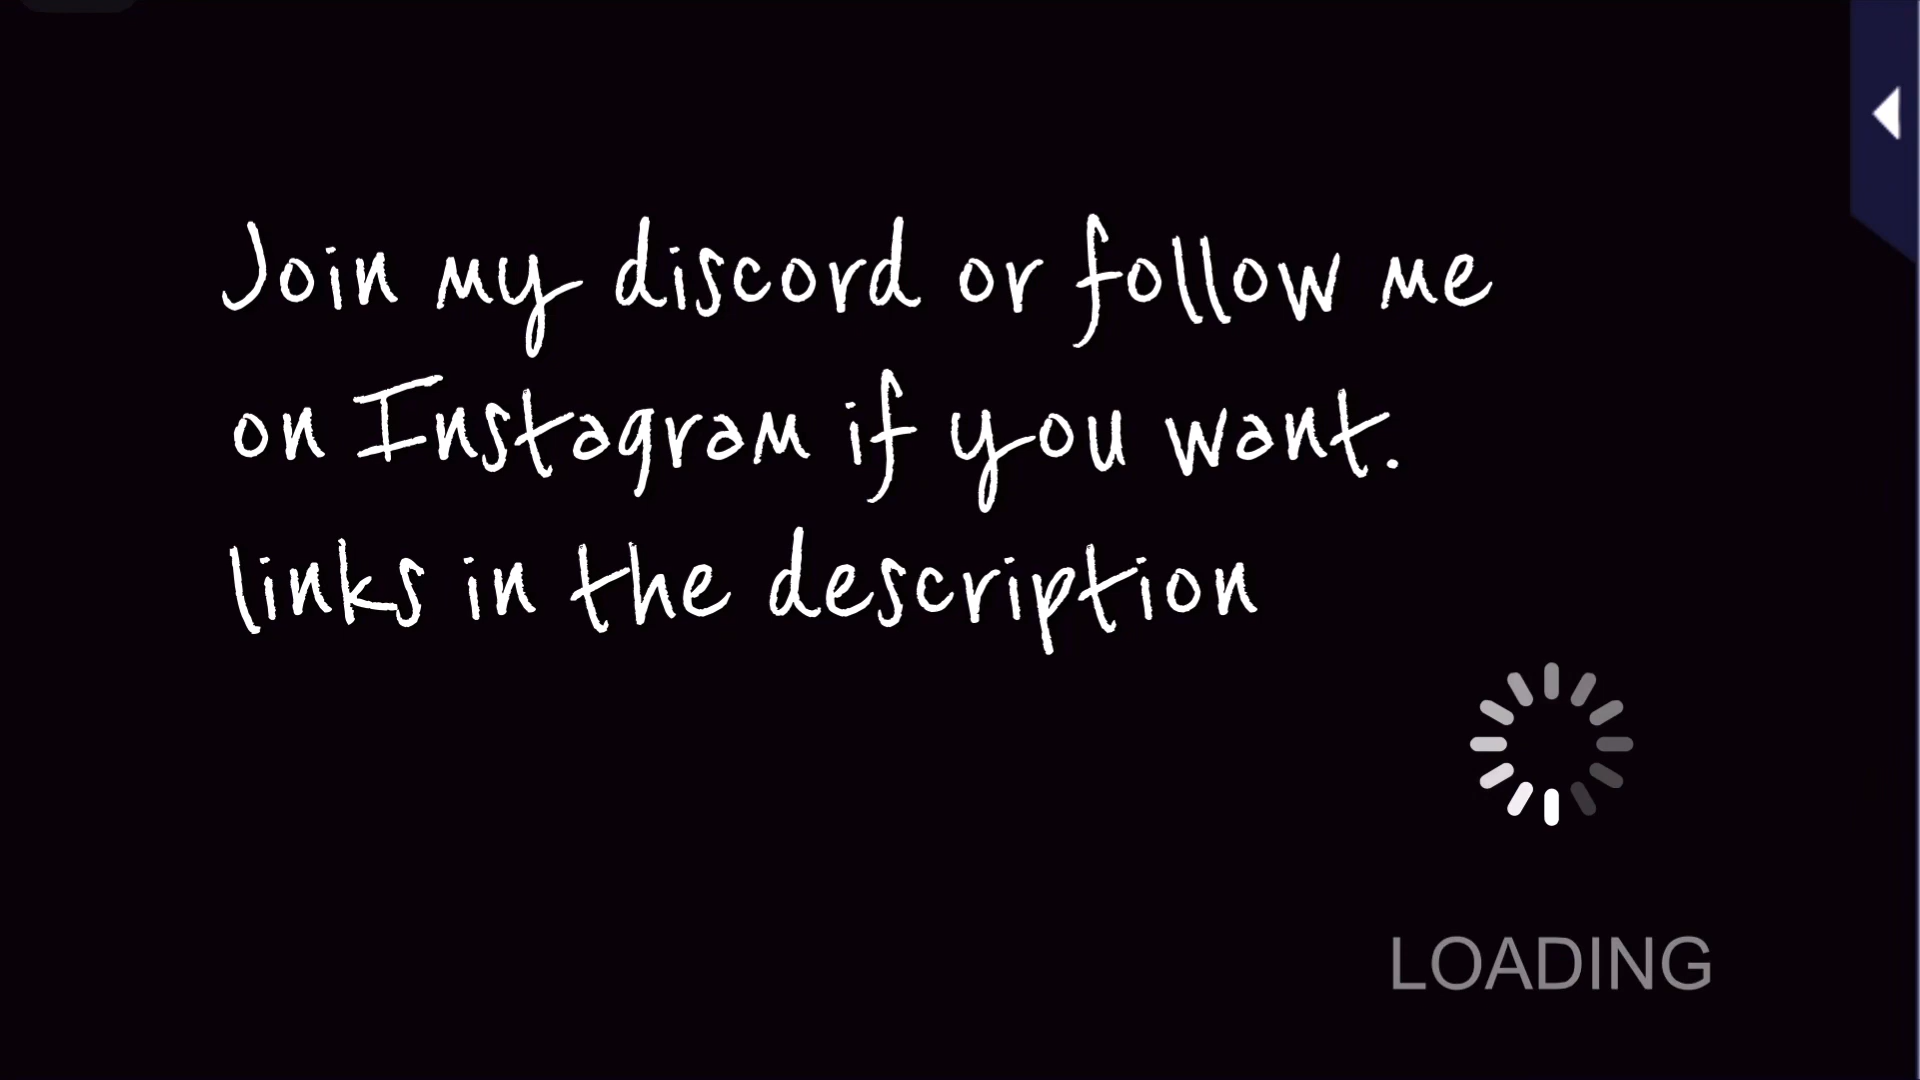 Join my discord or follow me
on Instagram if you want.
links in the description
LOADING